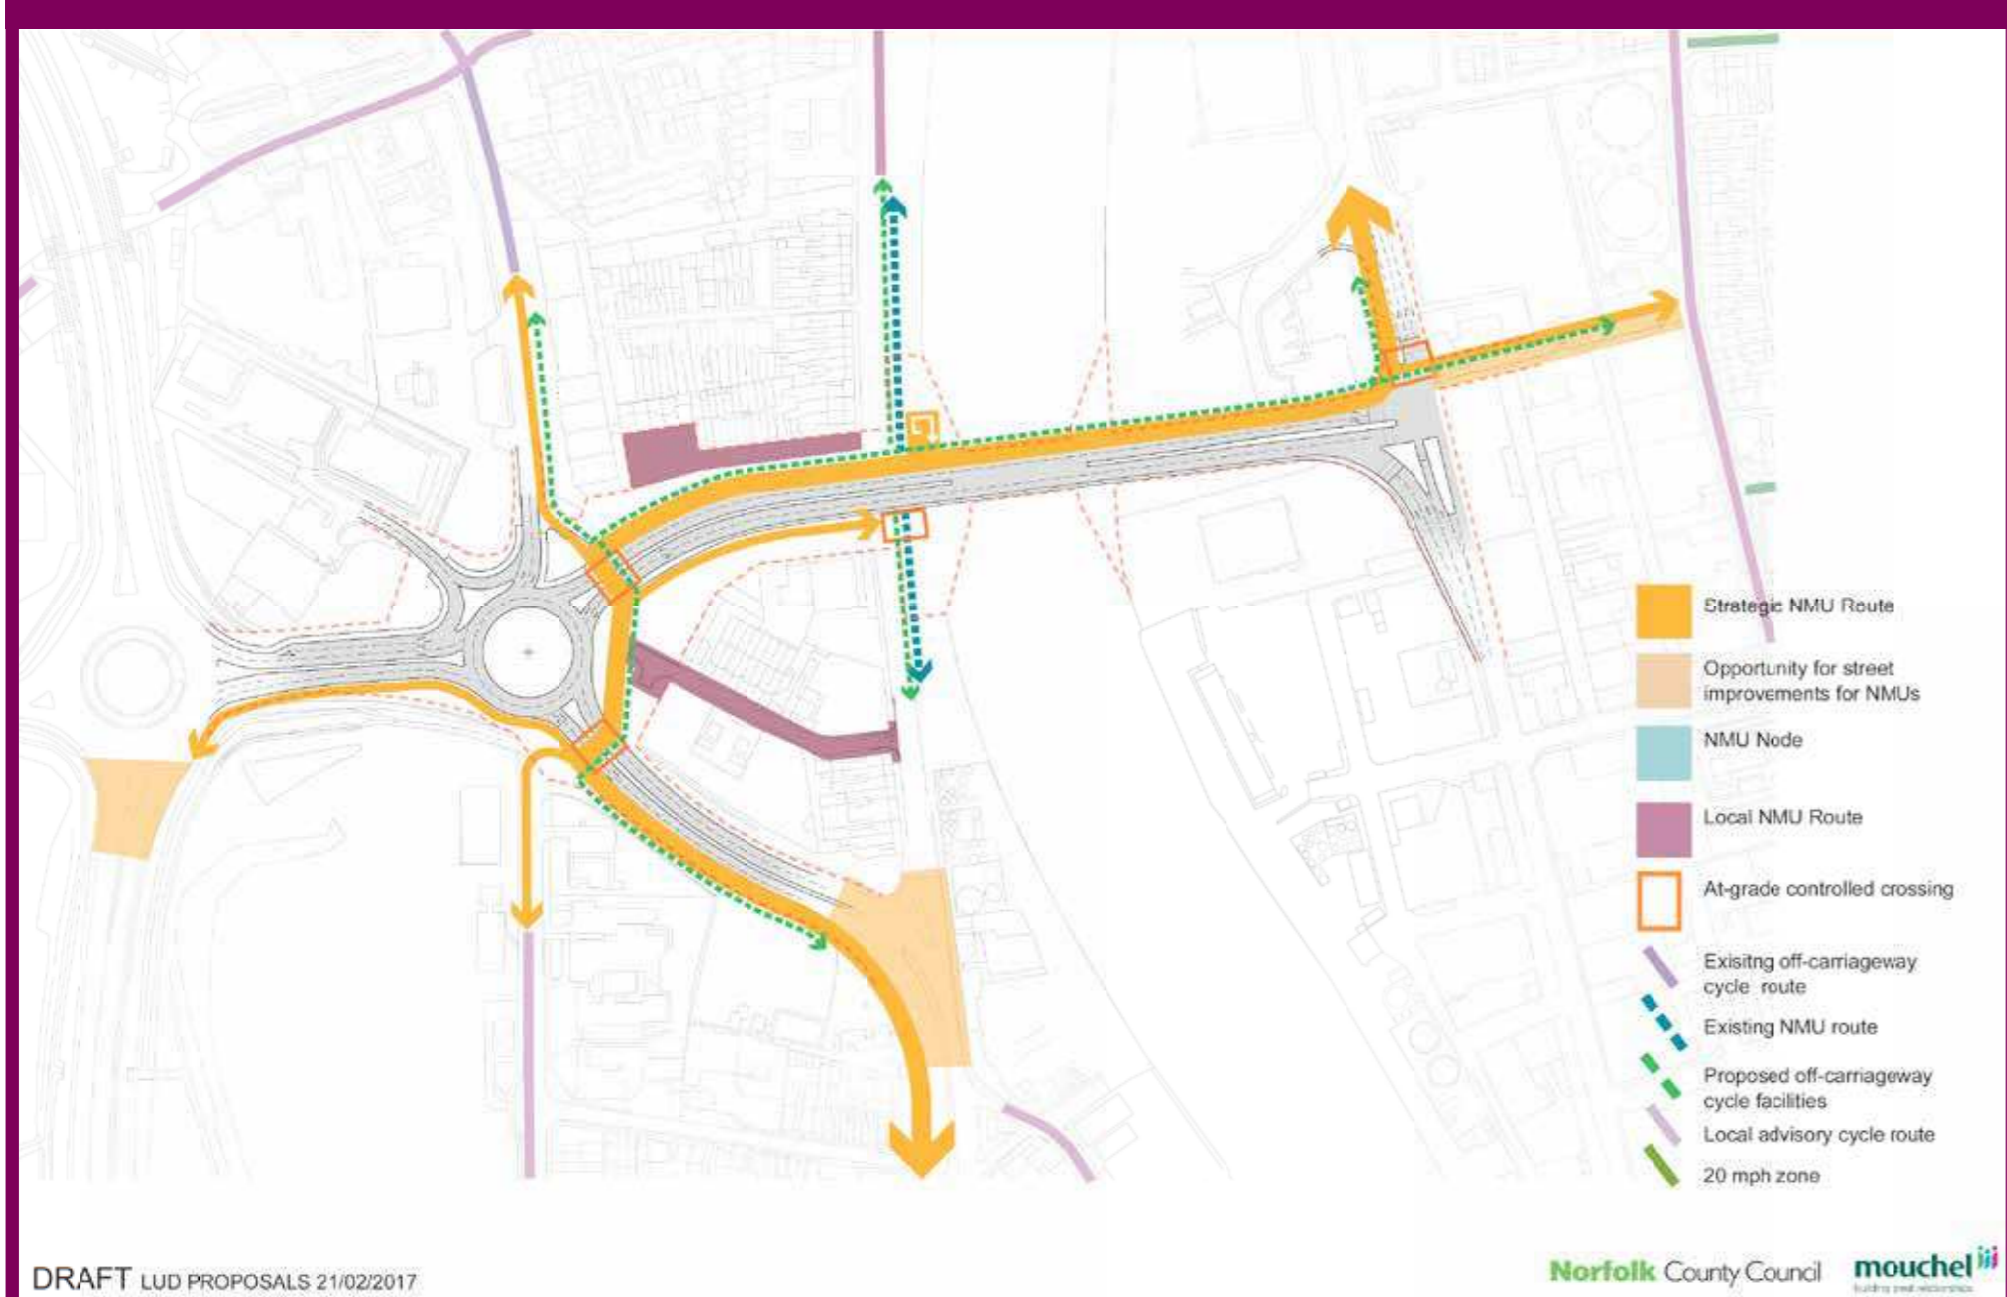 Strategic NMU Route
Opportunity for street
improvements for NMUs
NMU Node
Local NMU Route
At-grade controlled crossing
Exisitng off-carriageway
cycle route
Existing NMU route
Proposed off-carriageway
cycle facilities
Local advisory cycle route
20 mph zone
DRAFT LUD PROPOSALS 21/02/2017
Norfolk County Council
mouchel